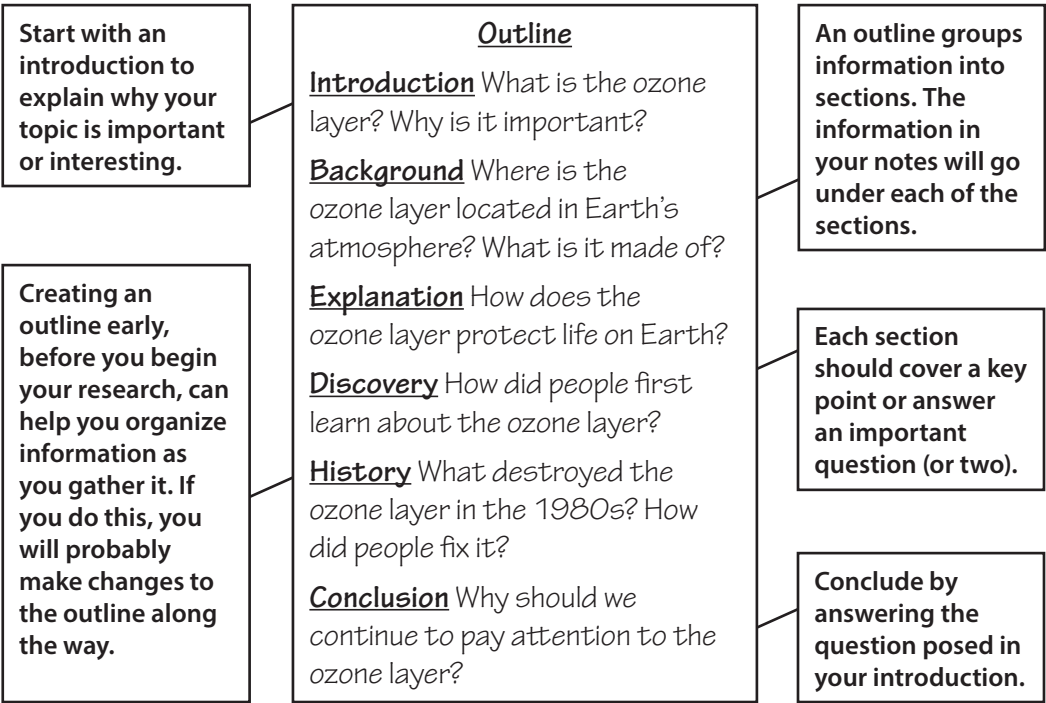 Start with an
introduction to
explain why your
topic is important
or interesting.
Creating an
outline early,
before you begin
your research, can
help you organize
information as
you gather it. If
you do this, you
will probably
make changes to
the outline along
the way.
Outline
Introduction What is the ozone
layer? Why is it important?
Background Where is the
ozone layer located in Earth's
atmosphere? What is it made of?
Explanation How does the
ozone layer protect life on Earth?
Discovery How did people first
learn about the ozone layer?
History What destroyed the
ozone layer in the 1980s? How
did people fix it?
Conclusion Why should we
continue to pay attention to the
ozone layer?
An outline groups
information into
sections. The
information in
your notes will go
under each of the
sections.
Each section
should cover a key
point or answer
an important
question (or two).
Conclude by
answering the
question posed in
your introduction.